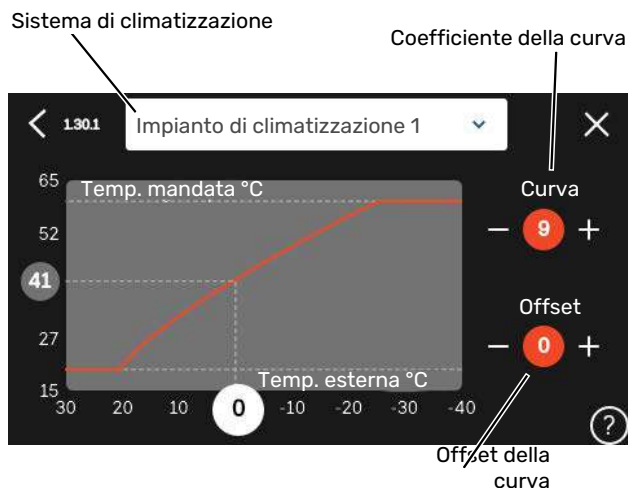 Sistema di climatizzazione
Coefficiente della curva
1.30.1
Impianto di climatizzazione 1
65
Temp. mandata °C
Curva
52
9
41
Offset
27
0
Temp. esterna °C
15
30 20 10 0 -10 -20 -30 -40
?
Offset della
curva